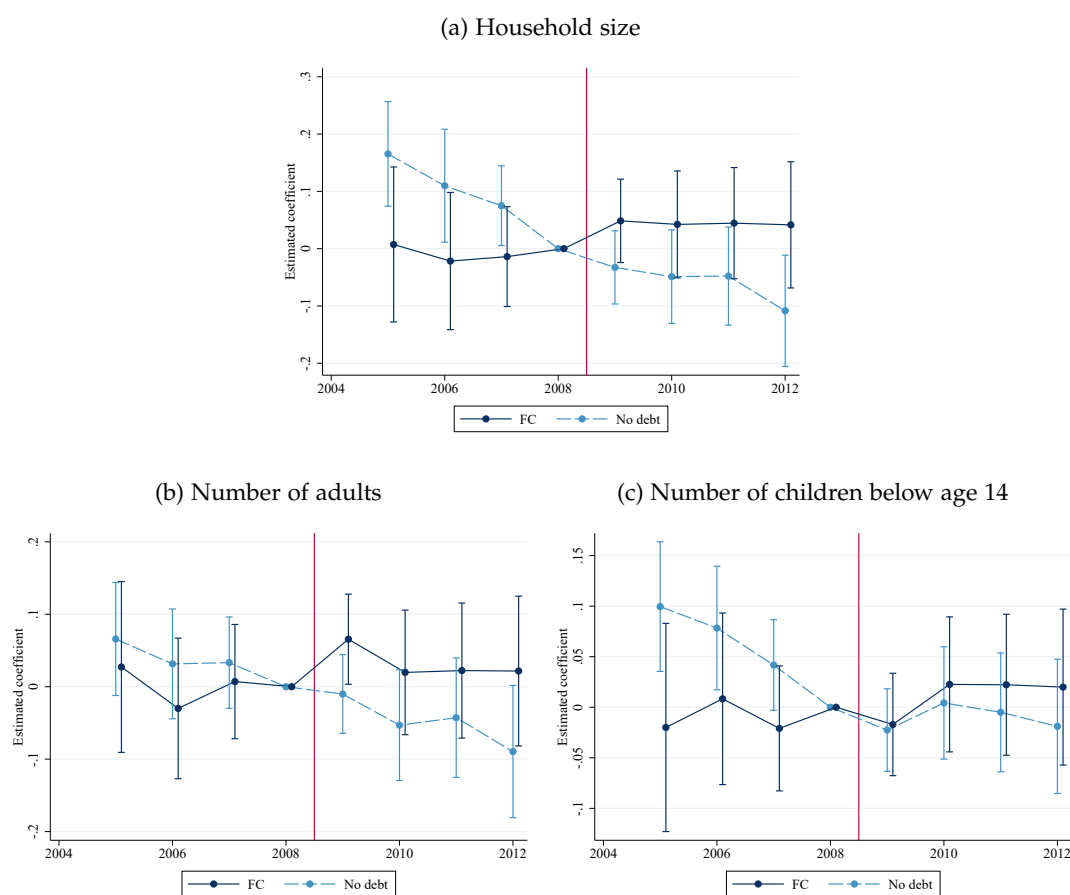 (a) Household size
.3
.2
.1
0
-.1
-.2
Estimated coefficient
2004 2006 2008 2010 2012
FC No debt
(b) Number of adults
.2
.1
0
-.1
-.2
Estimated coefficient
2004 2006 2008 2010 2012
FC No debt
(c) Number of children below age 14
.15
.1
.05
0
-.05
-.1
Estimated coefficient
2004 2006 2008 2010 2012
FC No debt